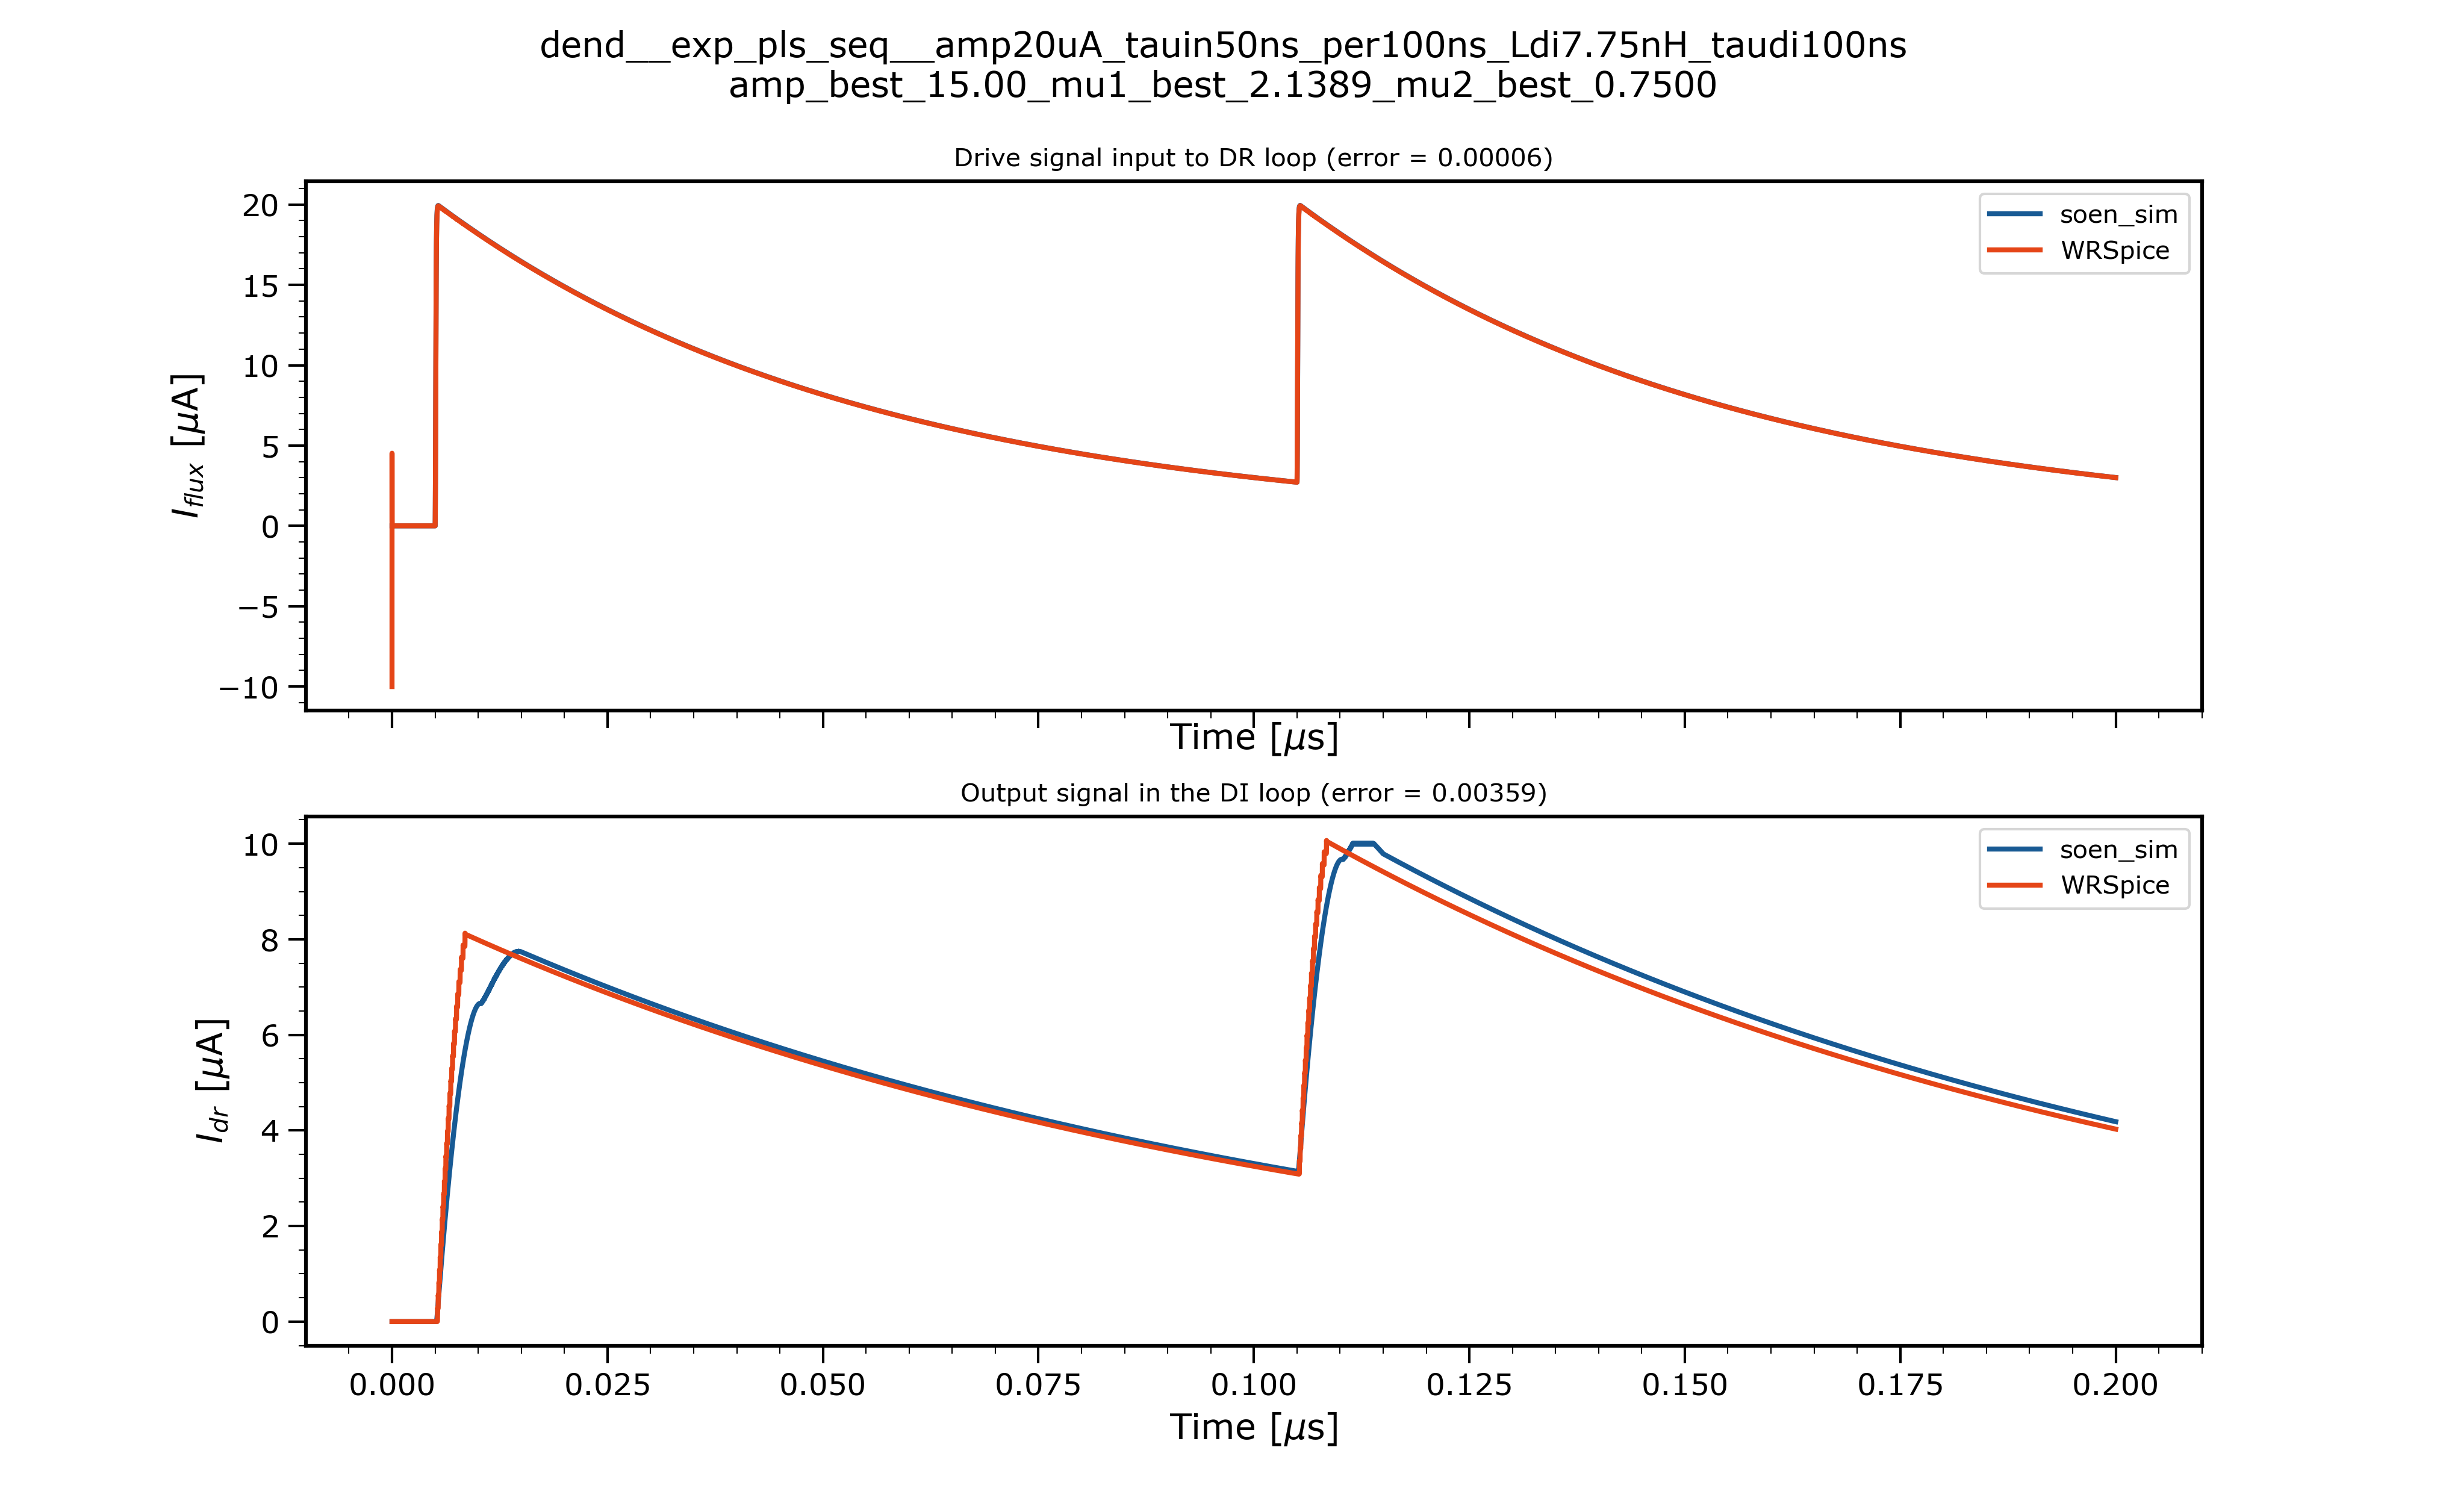 dend__exp_pls_seq__amp20uA_tauin50ns_per100ns_Ldi7.75nH_taudi100ns
amp_best_15.00_mu1_best_2.1389_mu2_best_0.7500
Drive signal input to DR loop (error = 0.00006)
soen_sim
WRSpice
20
15
10
5
0
−5
−10
I_flux [μA]
Time [μs]
Output signal in the DI loop (error = 0.00359)
soen_sim
WRSpice
10
8
6
4
2
0
I_dr [μA]
0.000 0.025 0.050 0.075 0.100 0.125 0.150 0.175 0.200
Time [μs]